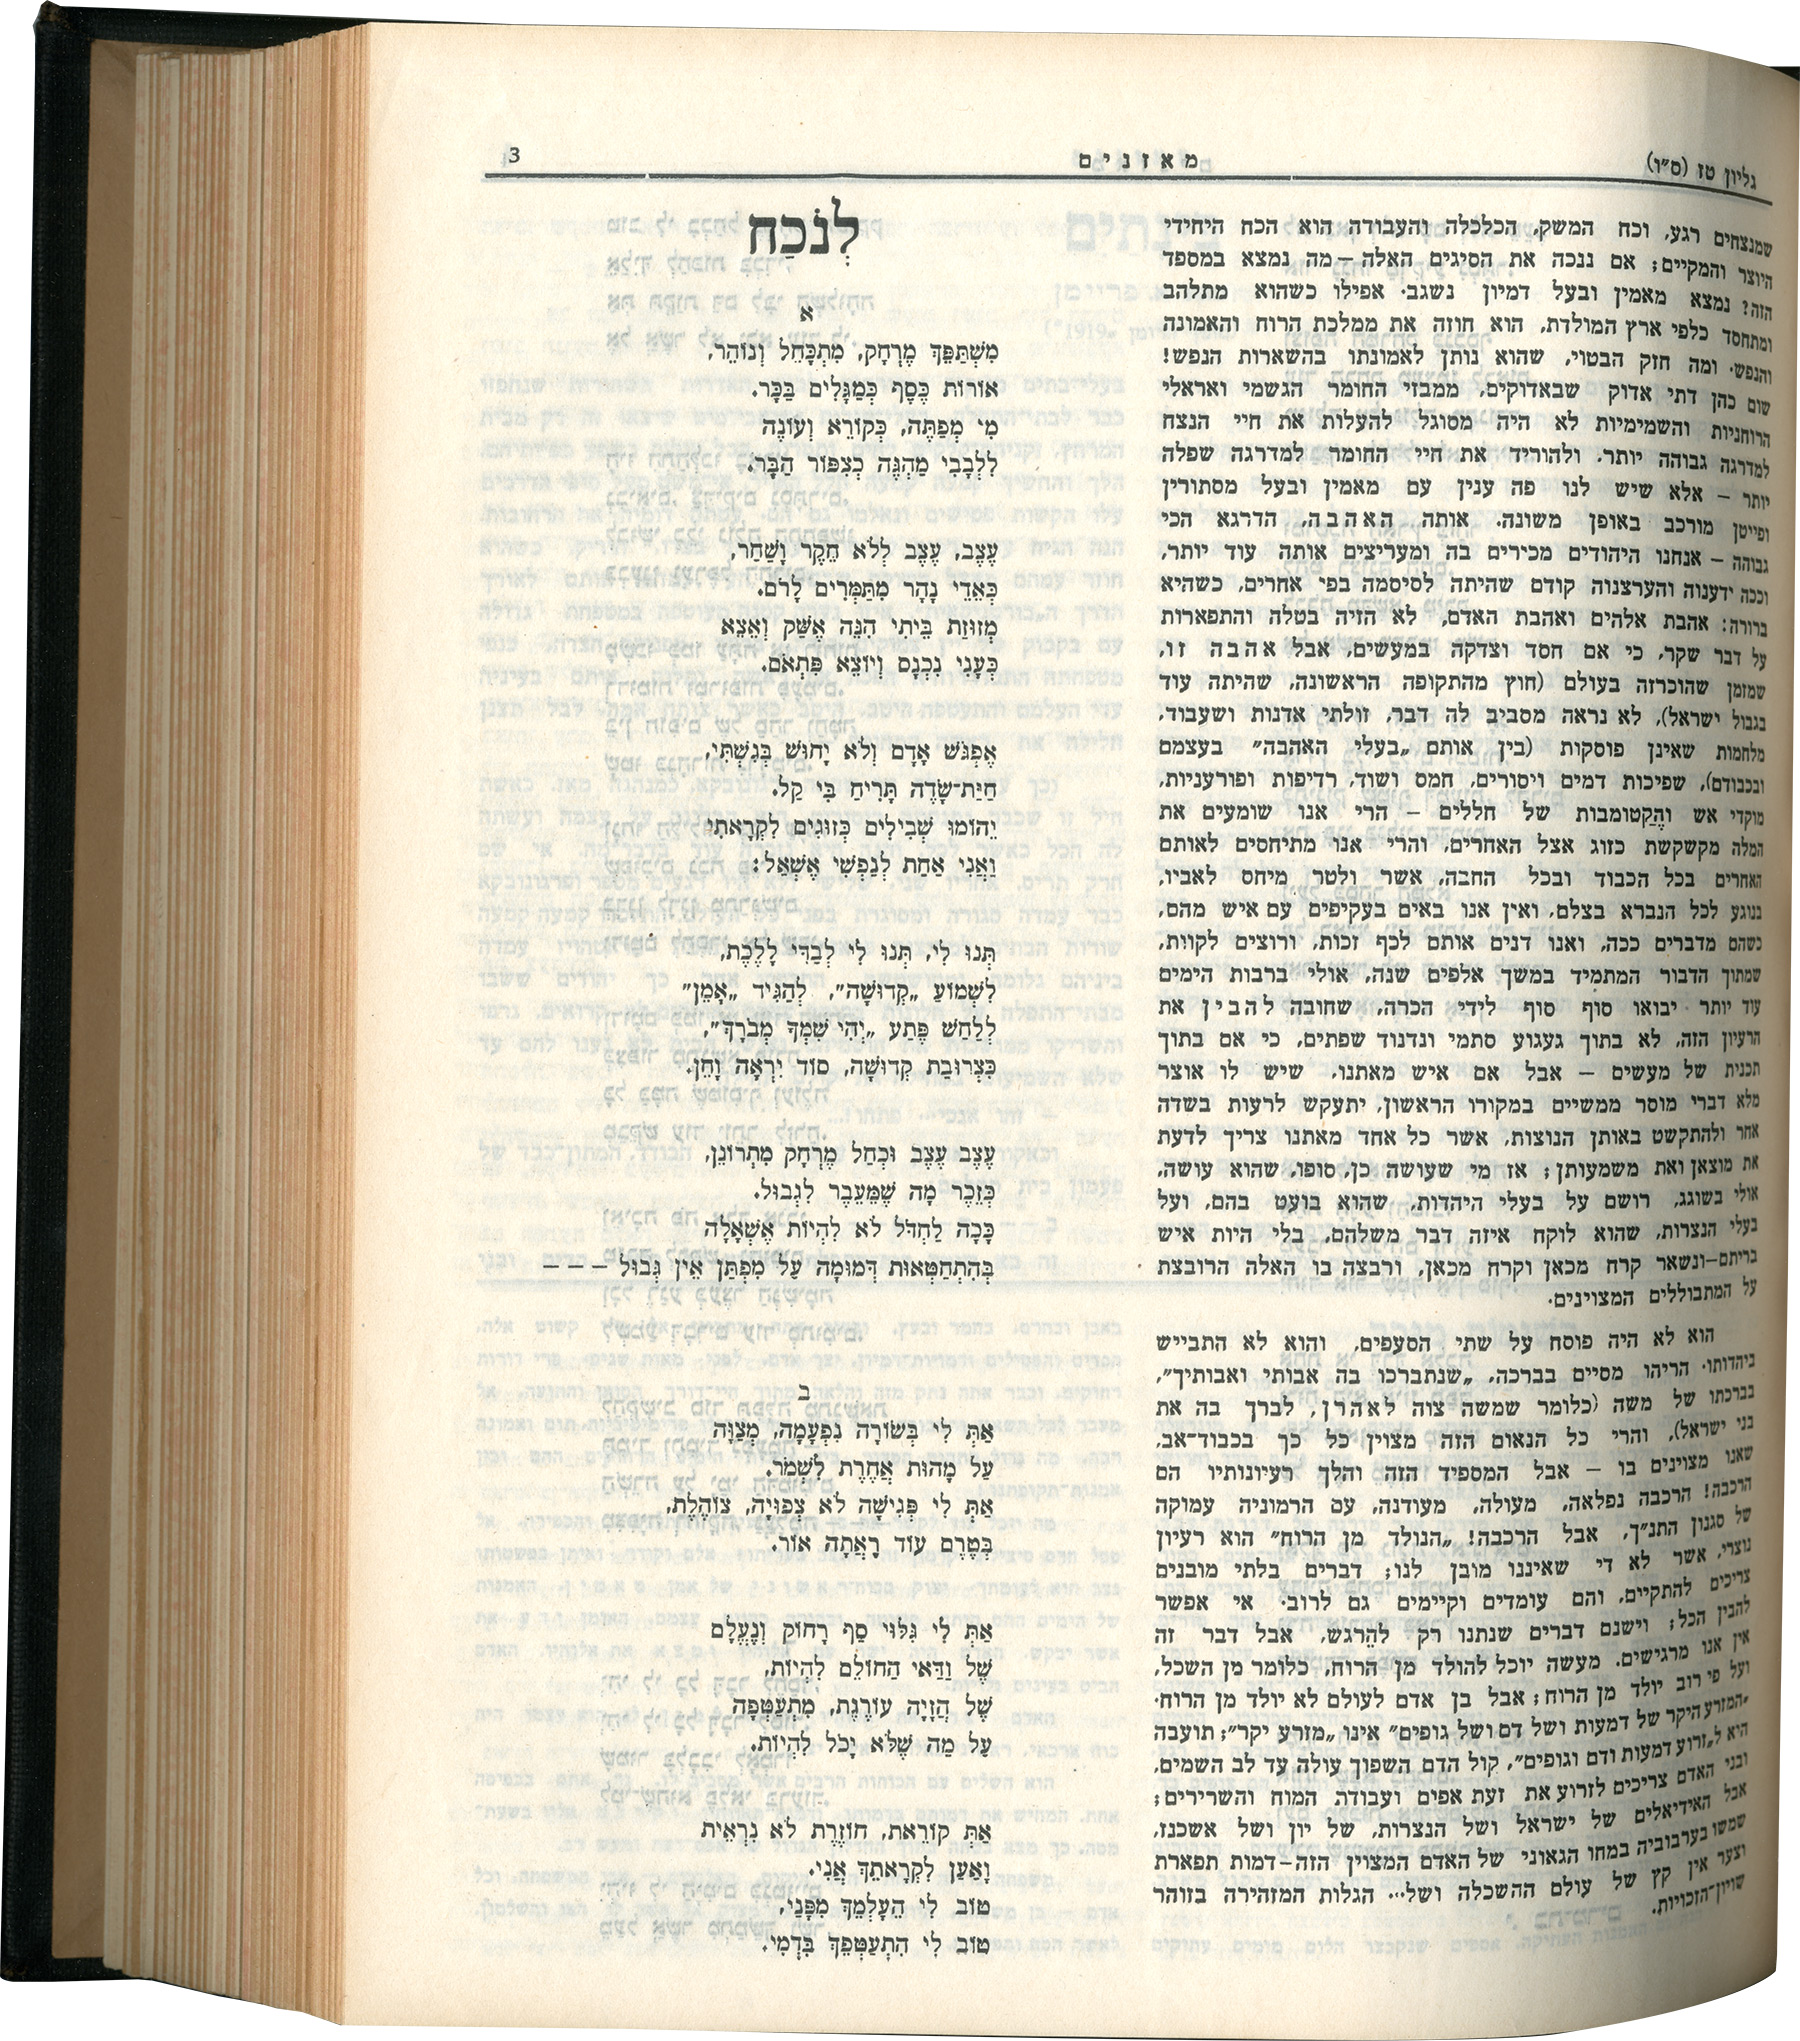 גליון טז (ס״ו)
מאזנים
3
שמנצחים רגע, וכח המשק, הכלכלה והעבודה הוא הכח היחידי
היוצר והמקיים; אם ננכה את הסיגים האלה – מה נמצא במספד
הזה? נמצא מאמין ובעל דמיון נשגב. אפילו כשהוא מתלהב
ומתחסד כלפי ארץ המולדת, הוא חוזה את ממלכת הרוח והאמונה
והנפש. ומה חזק הבטוי, שהוא נותן לאמונתו בהשארות הנפש!
שום כהן דתי אדוק שבאדוקים, ממבזי החומר הגשמי ואראלי
הרוחניות והשמימיות לא היה מסוגל להעלות את חיי הנצח
למדרגה גבוהה יותר, ולהוריד את חיי החומר למדרגה שפלה
יותר – אלא שיש לנו פה ענין עם מאמין ובעל מסתורין
ופייטן מורכב באופן משונה. אותה האהבה, הדרגא הכי
גבוהה – אנחנו היהודים מכירים בה ומעריצים אותה עוד יותר,
וככה ידענוה והערצנוה קודם שהיתה לסיסמה בפי אחרים, כשהיא
ברורה: אהבת אלהים ואהבת האדם, לא הזיה בטלה והתפארות
על דבר שקר, כי אם חסד וצדקה במעשים, אבל אהבה זו,
שמזמן שהוכרזה בעולם (חוץ מהתקופה הראשונה, שהיתה עוד
בגבול ישראל), לא נראה מסביב לה דבר, זולתי אדנות ושעבוד,
מלחמות שאינן פוסקות (בין אותם „בעלי האהבה״ בעצמם
ובכבודם), שפיכות דמים ויסורים, חמס ושוד, רדיפות ופורעניות,
מוקדי אש והֶקַטומבות של חללים – הרי אנו שומעים את
המלה מקשקשת כזוג אצל האחרים, והרי אנו מתיחסים לאותם
האחרים בכל הכבוד ובכל החבה, אשר ולטר מיחס לאביו,
בנוגע לכל הנברא בצלם, ואין אנו באים בעקיפים עם איש מהם,
כשהם מדברים ככה, ואנו דנים אותם לכף זכות, ורוצים לקוות,
שמתוך הדבור המתמיד במשך אלפים שנה, אולי ברבות הימים
עוד יותר יבואו סוף סוף לידי הכרה, שחובה להבין את
הרעיון הזה, לא בתוך געגוע סתמי ונדנוד שפתים, כי אם בתוך
תכנית של מעשים – אבל אם איש מאתנו, שיש לו אוצר
מלא דברי מוסר ממשיים במקורו הראשון, יתעקש לרעות בשדה
אחר ולהתקשט באותן הנוצות, אשר כל אחד מאתנו צריך לדעת
את מוצאן ואת משמעותן; אז מי שעושה כן, סופו, שהוא עושה,
אולי בשוגג, רושם על בעלי היהדות, שהוא בועט בהם, ועל
בעלי הנצרות, שהוא לוקח איזה דבר משלהם, בלי היות איש
בריתם – ונשאר קרח מכאן וקרח מכאן, ורבצה בו האלה הרובצת
על המתבוללים המצוינים.
הוא לא היה פוסח על שתי הסעפים, והוא לא התבייש
ביהדותו. הריהו מסיים בברכה, „שנתברכו בה אבותי ואבותיך״,
בברכתו של משה (כלומר שמשה צוה לאהרן, לברך בה את
בני ישראל), והרי כל הנאום הזה מצוין כל כך בכבוד־אב,
שאנו מצוינים בו – אבל המספיד הזה והלך רעיונותיו הם
הרכבה! הרכבה נפלאה, מעולה, מעודנה, עם הרמוניה עמוקה
של סגנון התנ״ך, אבל הרכבה! „הנולד מן הרוח״ הוא רעיון
נוצרי, אשר לא די שאיננו מובן לנו; דברים בלתי מובנים
צריכים להתקיים, והם עומדים וקיימים גם לרוב. אי אפשר
להבין הכל; וישנם דברים שנתנו רק להֵרגש, אבל דבר זה
אין אנו מרגישים. מעשה יוכל להולד מן הרוח, כלומר מן השכל,
ועל פי רוב יולד מן הרוח; אבל בן אדם לעולם לא יולד מן הרוח.
„המזרע היקר של דמעות ושל דם ושל גופים״ אינו „מזרע יקר״; תועבה
היא ל„זרוע דמעות ודם וגופים״, קול הדם השפוך עולה עד לב השמים,
ובני האדם צריכים לזרוע את זעת אפים ועבודת המוח והשרירים;
אבל האידיאלים של ישראל ושל הנצרות, של יון ושל אשכנז,
שמשו בערבוביה במחו הגאוני של האדם המצוין הזה – דמות תפארת
וצער אין קץ של עולם ההשכלה ושל... הגלות המזהירה בזוהר
שויון־הזכויות.
לְנֹכַח
א
מִשְׁתַּפֵּךְ מֶרְחָק, מִתְכַּחֵל וְנוֹהֵר,
אוֹרוֹת כֶּסֶף כְּמַגָּלִים בַּכָּר.
מִי מְפַתֶּה, כְּקוֹרֵא וְעוֹנֶה
לִלְבָבִי מְהַגֶּה כְצִפּוֹר הַבָּר.
עֶצֶב, עֶצֶב לְלֹא חֵקֶר וָשַׁחַר,
כְּאֵדֵי נָהָר מִתַּמְּרִים לָרֹם.
מְזוּזַת בֵּיתִי הִנֵּה אֶשַּׁק וְאֵצֵא
כְּעָנִי נִכְנָס וְיוֹצֵא פִּתְאֹם.
אֶפְגֹּשׁ אָדָם וְלֹא יָחוּשׁ בְּגִשְׁתִּי,
חַיַּת־שָׂדֶה תָּרִיחַ בִּי קַל.
וְהוֹמוּ שְׁבִילִים כְּזוּגִים לִקְרָאתִי
וַאֲנִי אַחַת לְנַפְשִׁי אֶשְׁאַל:
תְּנוּ לִי, תְּנוּ לִי לְבַדִּי לָלֶכֶת,
לִשְׁמוֹעַ „קְדוּשָּׁה״, לְהַגִּיד „אָמֵן״
לְלַחֵשׁ פֶּתַע „יְהִי שִׁמְךָ מְבֹרָךְ״,
כִּצְרוּבַת קְדוּשָּׁה, סוֹד יִרְאָה וָחֵן.
עֶצֶב עֶצֶב וּכְחַל מֶרְחָק מִתְרוֹנֵן,
כְּזֵכֶר מָה שֶׁמֵּעֵבֶר לִגְבוּל.
כָּכָה לַחְדֹּל לֹא לִהְיוֹת אֶשְׁאָלָה
בְּהִתְחַטְּאוּת דְּמוּמָה עַל מִפְתַּן אֵין גְּבוּל – – –
ב
אַתְּ לִי בְּשׂוֹרָה נִפְעָמָה, מְצַוָּה
עַל מָהוּת אַחֶרֶת לִשְׁמֹר.
אַתְּ לִי פְּגִישָׁה לֹא צְפוּיָה, צוֹהֶלֶת,
בְּטֶרֶם עוֹד רָאֲתָה אוֹר.
אַתְּ לִי גִּלּוּי סַף רָחוֹק וְנֶעֱלָם
שֶׁל וַדַּאי הַחוֹלֵם לִהְיוֹת,
שֶׁל הֲזָיָה עוֹרֶגֶת, מִתְעַטְּפָה
עַל מַה שֶּׁלֹּא יָכֹל לִהְיוֹת.
אַתְּ קוֹרֵאת, חוֹזֶרֶת לֹא נִרְאֵית
וָאַעַן לִקְרָאתֵךְ אֲנִי.
טוֹב לִי הֵעָלְמֵךְ מִפָּנַי,
טוֹב לִי הִתְעַטְּפֵךְ בִּדְמִי.